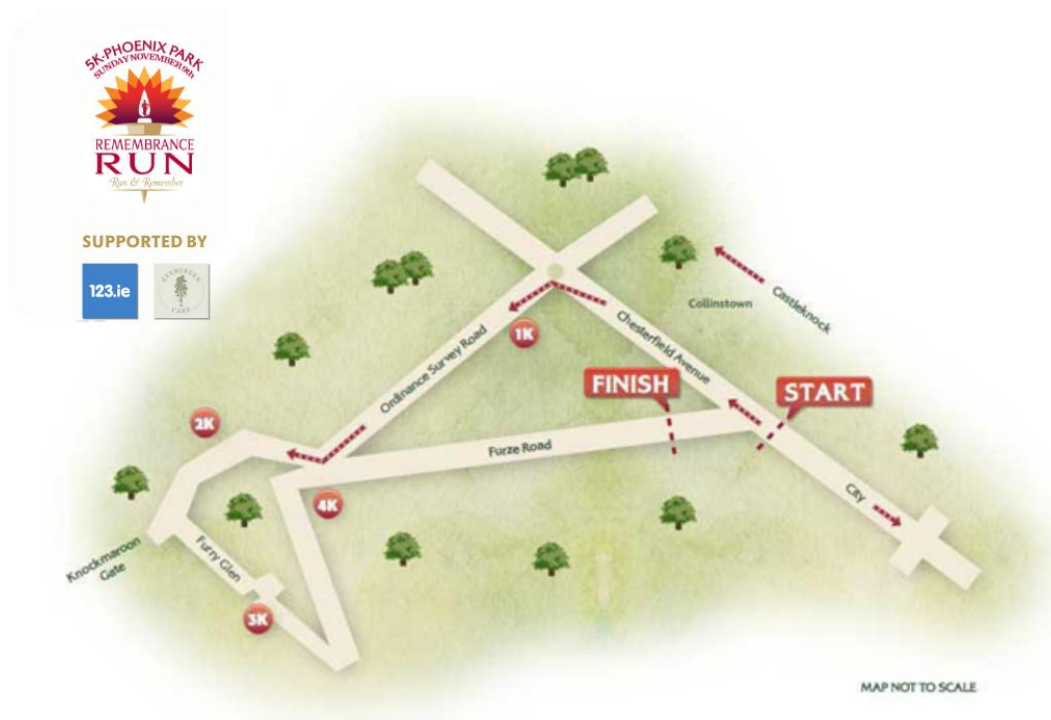 5K-PHOENIX PARK
SUNDAY NOVEMBER 9th
REMEMBRANCE
RUN
Run & Remember
SUPPORTED BY
123.ie
EVERGREEN
CARE
1K
Ordinance Survey Road
Chesterfield Avenue
Collinstown
Castleknock
FINISH
START
2K
Furze Road
4K
City
Knockmaroon
Gate
Furry Glen
3K
MAP NOT TO SCALE